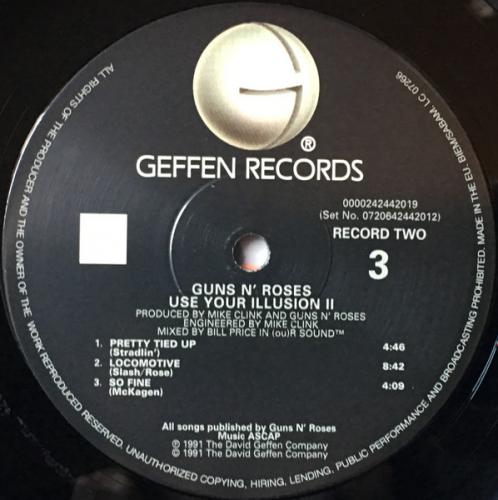 ®
GEFFEN RECORDS
0000242442019
(Set No. 0720642442012)
RECORD TWO
3
GUNS N' ROSES
USE YOUR ILLUSION II
PRODUCED BY MIKE CLINK AND GUNS N' ROSES
ENGINEERED BY MIKE CLINK
MIXED BY BILL PRICE IN (ou)R SOUND™
1. PRETTY TIED UP 4:46
(Stradlin')
2. LOCOMOTIVE 8:42
(Slash/Rose)
3. SO FINE 4:09
(McKagen)
All songs published by Guns N' Roses
Music ASCAP
℗ 1991 The David Geffen Company
© 1991 The David Geffen Company
ALL RIGHTS OF THE PRODUCER AND THE OWNER OF THE WORK REPRODUCED RESERVED. UNAUTHORIZED COPYING, HIRING, LENDING, PUBLIC PERFORMANCE AND BROADCASTING PROHIBITED. MADE IN THE E.U. BIEM/SABAM. LC 07266